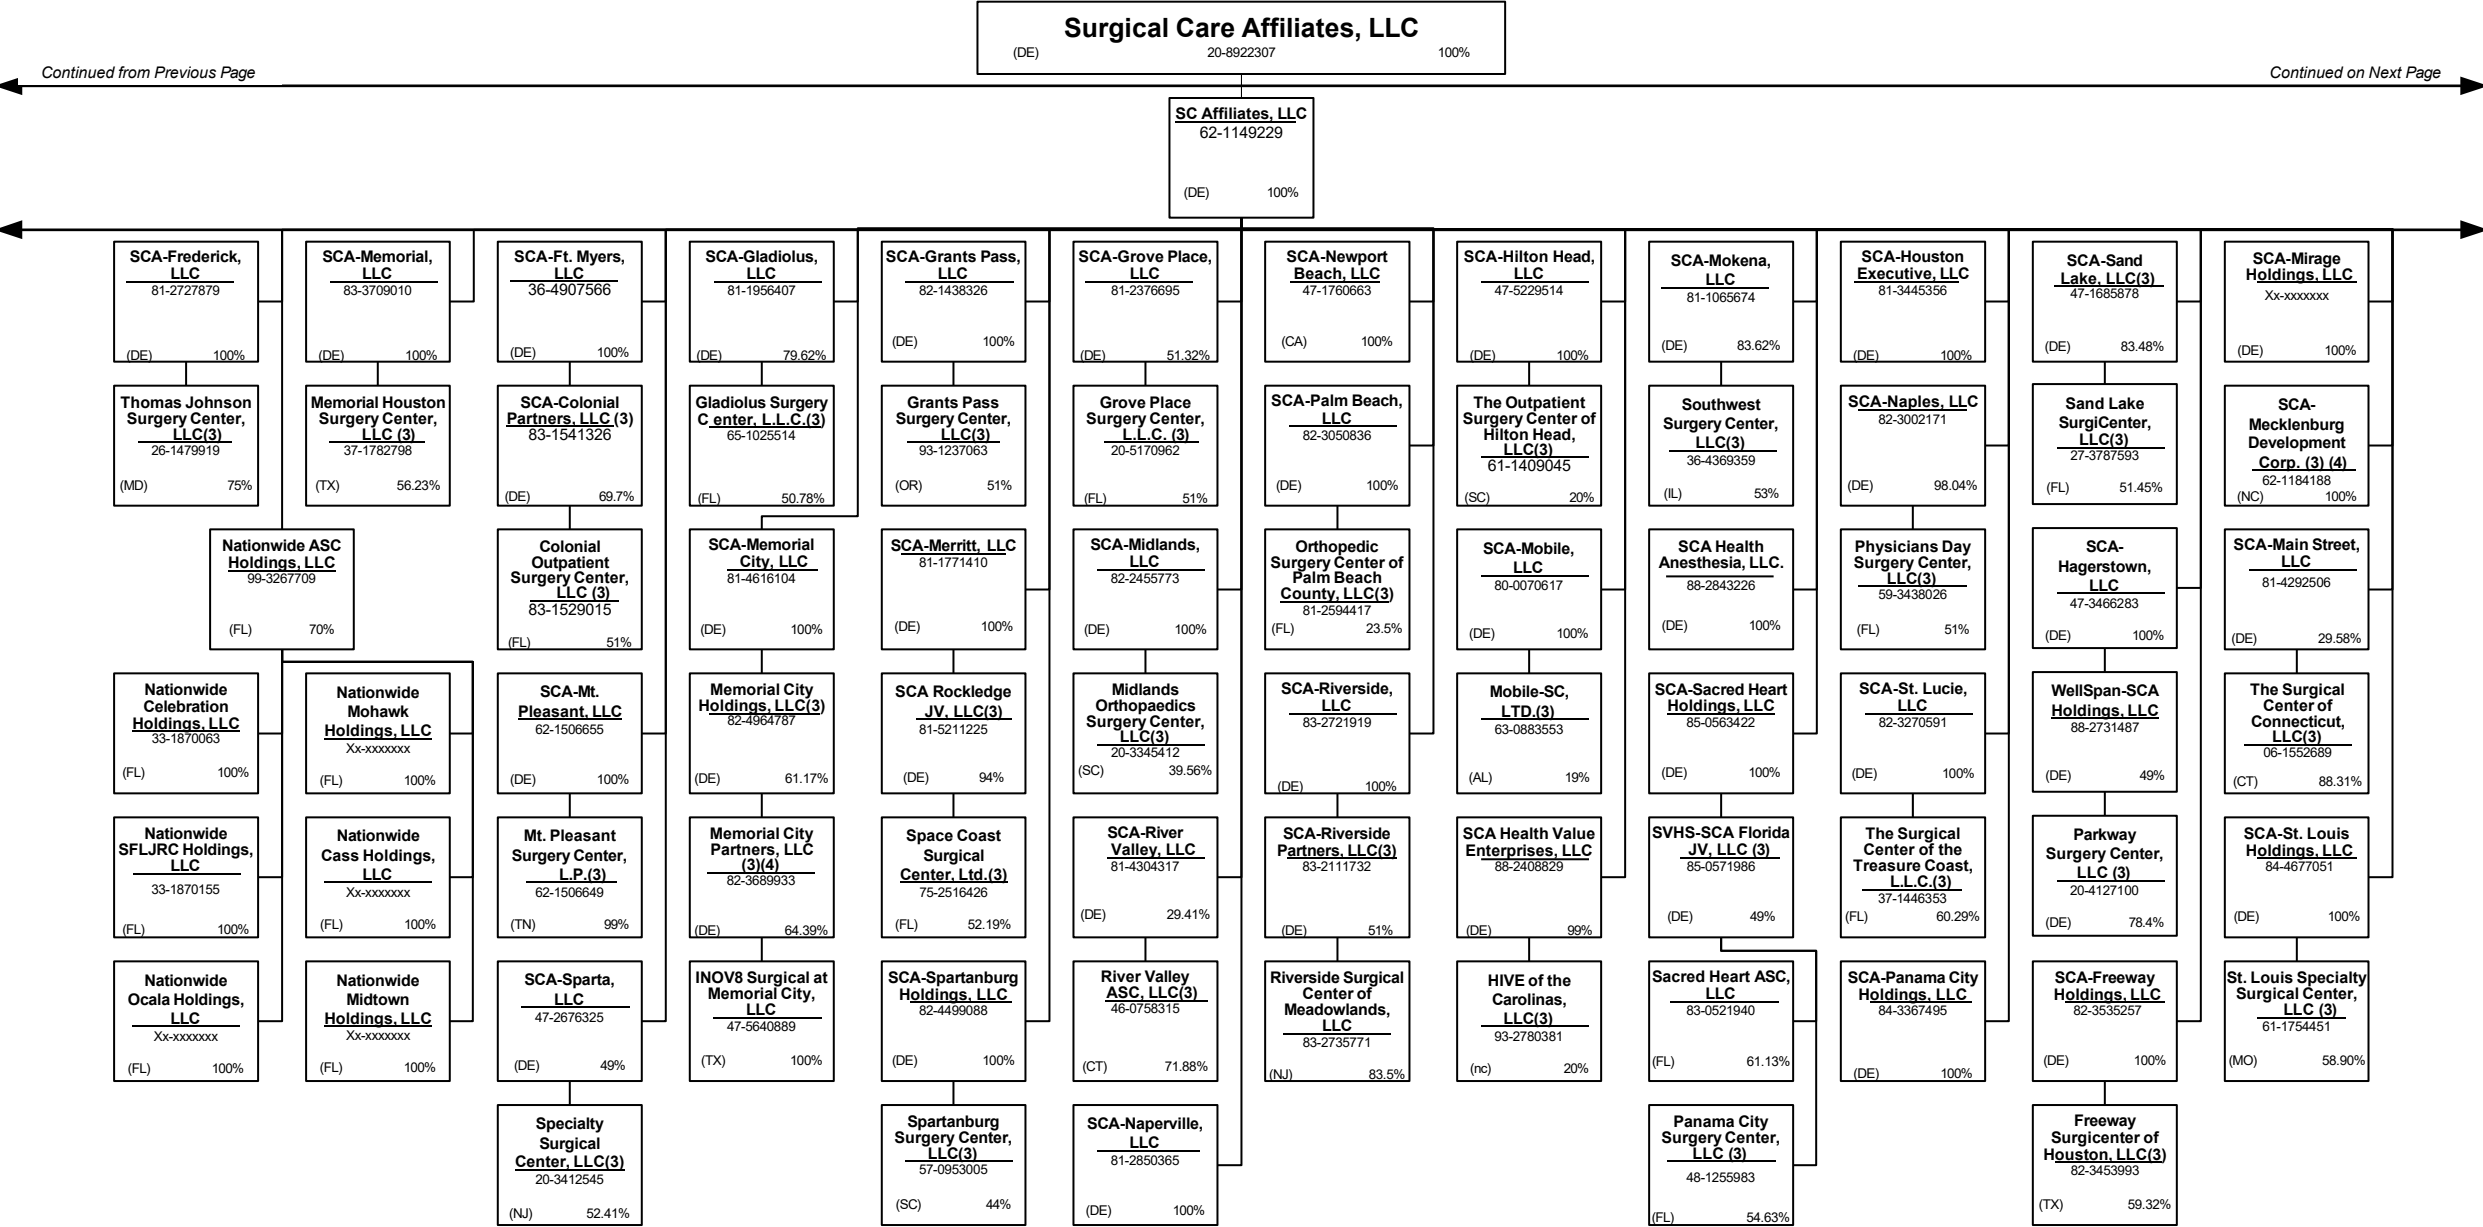 Surgical Care Affiliates, LLC
(DE) 20-8922307 100%
Continued from Previous Page
Continued on Next Page
SC Affiliates, LLC
62-1149229
(DE) 100%
SCA-Frederick,
LLC
81-2727879
(DE) 100%
SCA-Memorial,
LLC
83-3709010
(DE) 100%
SCA-Ft. Myers,
LLC
36-4907566
(DE) 100%
SCA-Gladiolus,
LLC
81-1956407
(DE) 79.62%
SCA-Grants Pass,
LLC
82-1438326
(DE) 100%
SCA-Grove Place,
LLC
81-2376695
(DE) 51.32%
SCA-Newport
Beach, LLC
47-1760663
(CA) 100%
SCA-Hilton Head,
LLC
47-5229514
(DE) 100%
SCA-Mokena,
LLC
81-1065674
(DE) 83.62%
SCA-Houston
Executive, LLC
81-3445356
(DE) 100%
SCA-Sand
Lake, LLC(3)
47-1685878
(DE) 83.48%
SCA-Mirage
Holdings, LLC
Xx-xxxxxxx
(DE) 100%
Thomas Johnson
Surgery Center,
LLC(3)
26-1479919
(MD) 75%
Memorial Houston
Surgery Center,
LLC (3)
37-1782798
(TX) 56.23%
SCA-Colonial
Partners, LLC (3)
83-1541326
(DE) 69.7%
Gladiolus Surgery
Center, L.L.C.(3)
65-1025514
(FL) 50.78%
Grants Pass
Surgery Center,
LLC(3)
93-1237063
(OR) 51%
Grove Place
Surgery Center,
L.L.C. (3)
20-5170962
(FL) 51%
SCA-Palm Beach,
LLC
82-3050836
(DE) 100%
The Outpatient
Surgery Center of
Hilton Head,
LLC(3)
61-1409045
(SC) 20%
Southwest
Surgery Center,
LLC(3)
36-4369359
(IL) 53%
SCA-Naples, LLC
82-3002171
(DE) 98.04%
Sand Lake
SurgiCenter,
LLC(3)
27-3787593
(FL) 51.45%
SCA-
Mecklenburg
Development
Corp. (3) (4)
62-1184188
(NC) 100%
Nationwide ASC
Holdings, LLC
99-3267709
(FL) 70%
Colonial
Outpatient
Surgery Center,
LLC (3)
83-1529015
(FL) 51%
SCA-Memorial
City, LLC
81-4616104
(DE) 100%
SCA-Merritt, LLC
81-1771410
(DE) 100%
SCA-Midlands,
LLC
82-2455773
(DE) 100%
Orthopedic
Surgery Center of
Palm Beach
County, LLC(3)
81-2594417
(FL) 23.5%
SCA-Mobile,
LLC
80-0070617
(DE) 100%
SCA Health
Anesthesia, LLC.
88-2843226
(DE) 100%
Physicians Day
Surgery Center,
LLC(3)
59-3438026
(FL) 51%
SCA-
Hagerstown,
LLC
47-3466283
(DE) 100%
SCA-Main Street,
LLC
81-4292506
(DE) 29.58%
Nationwide
Celebration
Holdings, LLC
33-1870063
(FL) 100%
Nationwide
Mohawk
Holdings, LLC
Xx-xxxxxxx
(FL) 100%
SCA-Mt.
Pleasant, LLC
62-1506655
(DE) 100%
Memorial City
Holdings, LLC(3)
82-4964787
(DE) 61.17%
SCA Rockledge
JV, LLC(3)
81-5211225
(DE) 94%
Midlands
Orthopaedics
Surgery Center,
LLC(3)
20-3345412
(SC) 39.56%
SCA-Riverside,
LLC
83-2721919
(DE) 100%
Mobile-SC,
LTD.(3)
63-0883553
(AL) 19%
SCA-Sacred Heart
Holdings, LLC
85-0563422
(DE) 100%
SCA-St. Lucie,
LLC
82-3270591
(DE) 100%
WellSpan-SCA
Holdings, LLC
88-2731487
(DE) 49%
The Surgical
Center of
Connecticut,
LLC(3)
06-1552689
(CT) 88.31%
Nationwide
SFLJRC Holdings,
LLC
33-1870155
(FL) 100%
Nationwide
Cass Holdings,
LLC
Xx-xxxxxxx
(FL) 100%
Mt. Pleasant
Surgery Center,
L.P.(3)
62-1506649
(TN) 99%
Memorial City
Partners, LLC
(3)(4)
82-3689933
(DE) 64.39%
Space Coast
Surgical
Center, Ltd.(3)
75-2516426
(FL) 52.19%
SCA-River
Valley, LLC
81-4304317
(DE) 29.41%
SCA-Riverside
Partners, LLC(3)
83-2111732
(DE) 51%
SCA Health Value
Enterprises, LLC
88-2408829
(DE) 99%
SVHS-SCA Florida
JV, LLC (3)
85-0571986
(DE) 49%
The Surgical
Center of the
Treasure Coast,
L.L.C.(3)
37-1446353
(FL) 60.29%
Parkway
Surgery Center,
LLC (3)
20-4127100
(DE) 78.4%
SCA-St. Louis
Holdings, LLC
84-4677051
(DE) 100%
Nationwide
Ocala Holdings,
LLC
Xx-xxxxxxx
(FL) 100%
Nationwide
Midtown
Holdings, LLC
Xx-xxxxxxx
(FL) 100%
SCA-Sparta,
LLC
47-2676325
(DE) 49%
INOV8 Surgical at
Memorial City,
LLC
47-5640889
(TX) 100%
SCA-Spartanburg
Holdings, LLC
82-4499088
(DE) 100%
River Valley
ASC, LLC(3)
46-0758315
(CT) 71.88%
Riverside Surgical
Center of
Meadowlands,
LLC
83-2735771
(NJ) 83.5%
HIVE of the
Carolinas,
LLC(3)
93-2780381
(nc) 20%
Sacred Heart ASC,
LLC
83-0521940
(FL) 61.13%
SCA-Panama City
Holdings, LLC
84-3367495
(DE) 100%
SCA-Freeway
Holdings, LLC
82-3535257
(DE) 100%
St. Louis Specialty
Surgical Center,
LLC (3)
61-1754451
(MO) 58.90%
Specialty
Surgical
Center, LLC(3)
20-3412545
(NJ) 52.41%
Spartanburg
Surgery Center,
LLC(3)
57-0953005
(SC) 44%
SCA-Naperville,
LLC
81-2850365
(DE) 100%
Panama City
Surgery Center,
LLC (3)
48-1255983
(FL) 54.63%
Freeway
Surgicenter of
Houston, LLC(3)
82-3453993
(TX) 59.32%